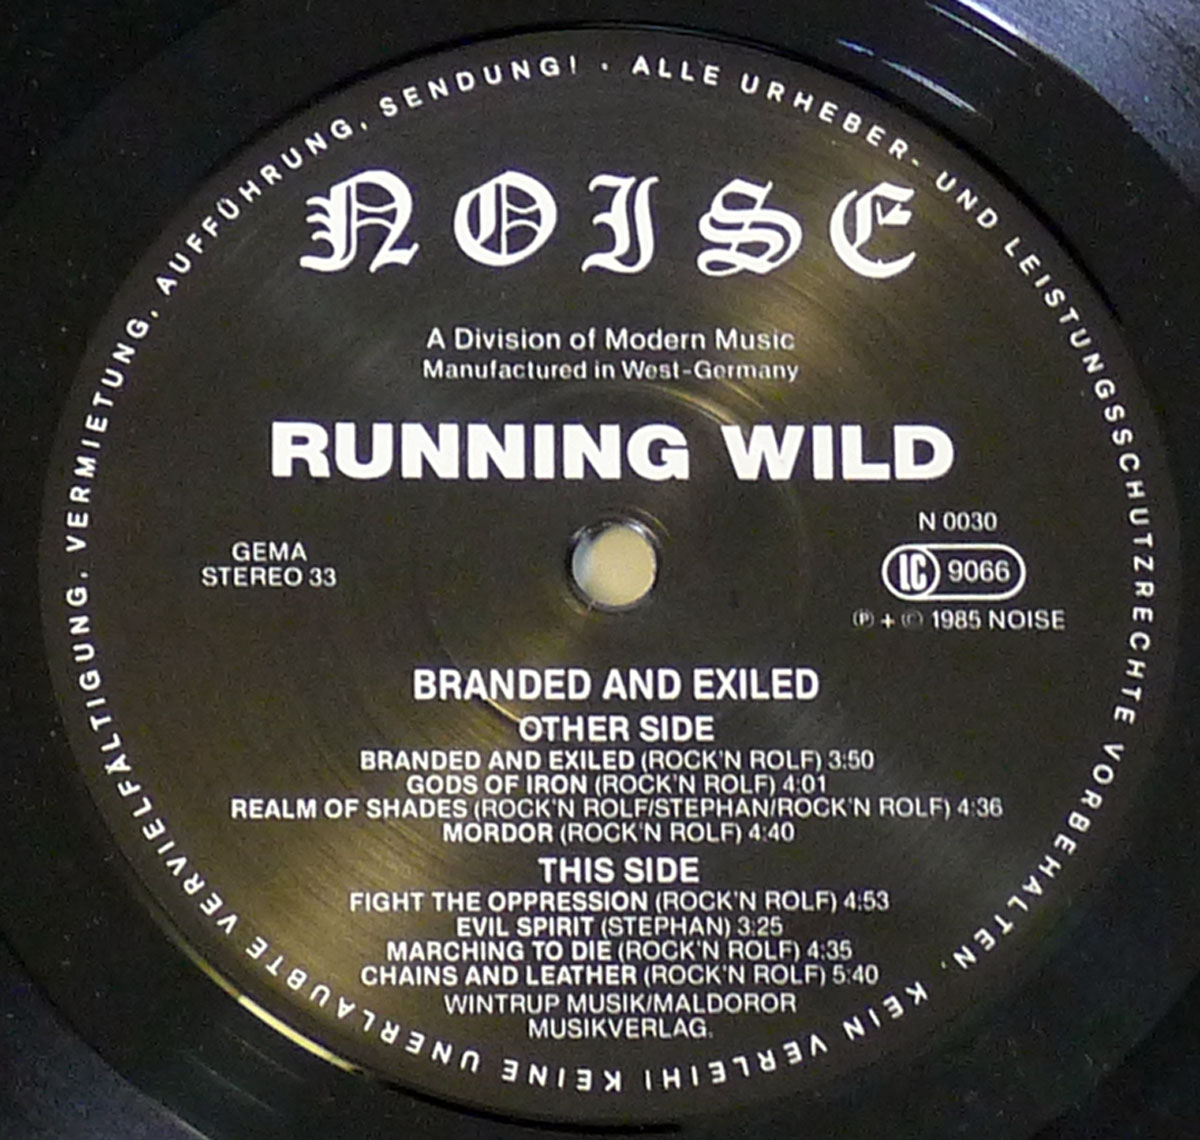 ALLE URHEBER- UND LEISTUNGSSCHUTZRECHTE VORBEHALTEN. KEIN VERLEIH! KEINE UNERLAUBTE VERVIELFÄLTIGUNG, VERMIETUNG, AUFFÜHRUNG, SENDUNG! ·
NOISE
A Division of Modern Music
Manufactured in West-Germany
RUNNING WILD
GEMA
STEREO 33
N 0030
LC 9066
Ⓟ + © 1985 NOISE
BRANDED AND EXILED
OTHER SIDE
BRANDED AND EXILED (ROCK'N ROLF) 3:50
GODS OF IRON (ROCK'N ROLF) 4:01
REALM OF SHADES (ROCK'N ROLF/STEPHAN/ROCK'N ROLF) 4:36
MORDOR (ROCK'N ROLF) 4:40
THIS SIDE
FIGHT THE OPPRESSION (ROCK'N ROLF) 4:53
EVIL SPIRIT (STEPHAN) 3:25
MARCHING TO DIE (ROCK'N ROLF) 4:35
CHAINS AND LEATHER (ROCK'N ROLF) 5:40
WINTRUP MUSIK/MALDOROR
MUSIKVERLAG.